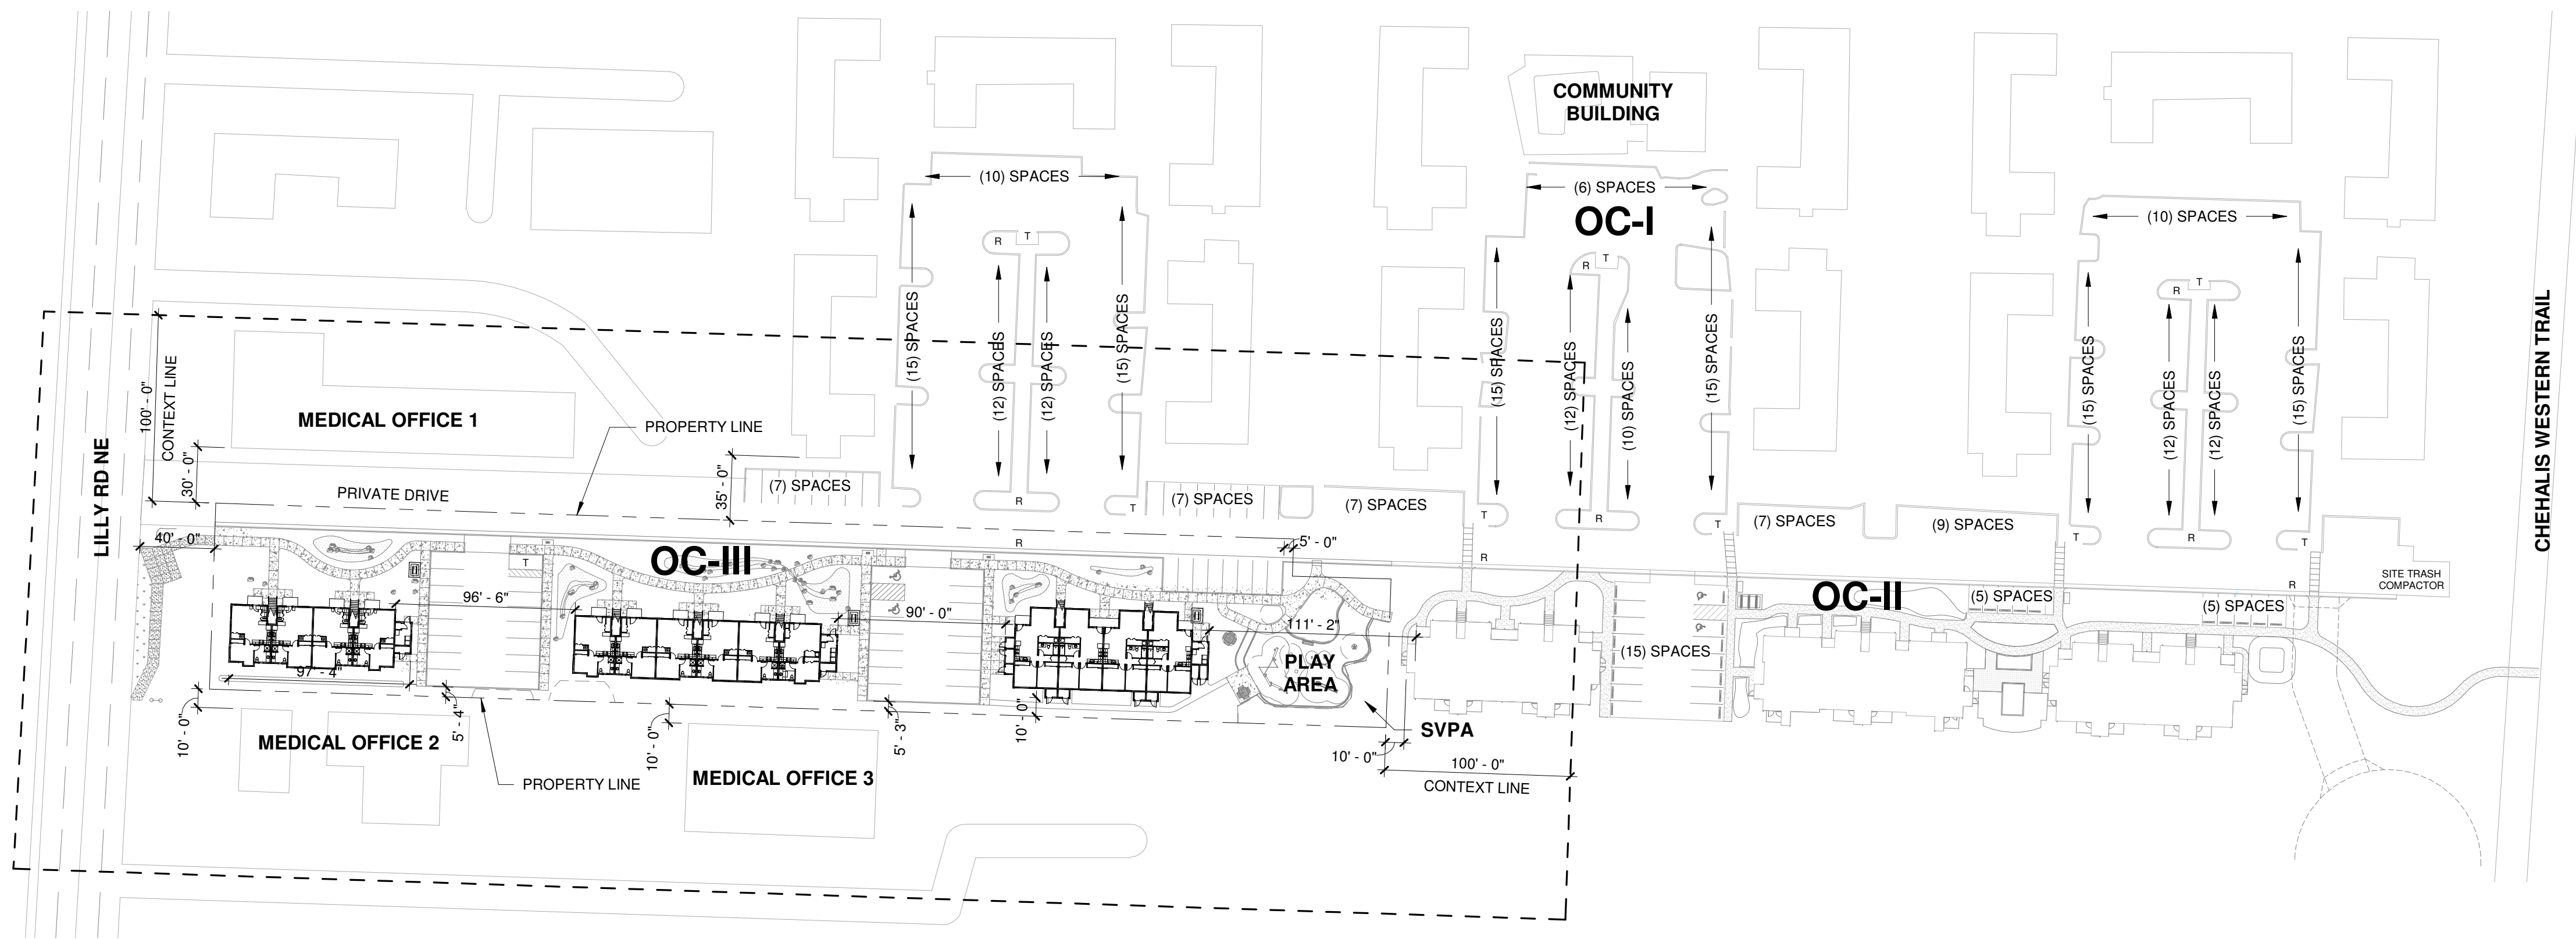 COMMUNITY
BUILDING
(10) SPACES
(6) SPACES
OC-I
(10) SPACES
R
T
R
T
R
T
(15) SPACES
(12) SPACES
(12) SPACES
(15) SPACES
(15) SPACES
(12) SPACES
(10) SPACES
(15) SPACES
(15) SPACES
(12) SPACES
(12) SPACES
(15) SPACES
CHEHALIS WESTERN TRAIL
LILLY RD NE
100' - 0"
CONTEXT LINE
MEDICAL OFFICE 1
PROPERTY LINE
30' - 0"
PRIVATE DRIVE
35' - 0"
(7) SPACES
R
T
(7) SPACES
(7) SPACES
T
R
T
(7) SPACES
(9) SPACES
T
R
T
40' - 0"
OC-III
T
R
5' - 0"
R
OC-II
(5) SPACES
(5) SPACES
R
SITE TRASH
COMPACTOR
96' - 6"
90' - 0"
111' - 2"
PLAY
AREA
(15) SPACES
97' - 4"
10' - 0"
5' - 4"
10' - 0"
5' - 3"
10' - 0"
SVPA
MEDICAL OFFICE 2
PROPERTY LINE
MEDICAL OFFICE 3
10' - 0"
100' - 0"
CONTEXT LINE